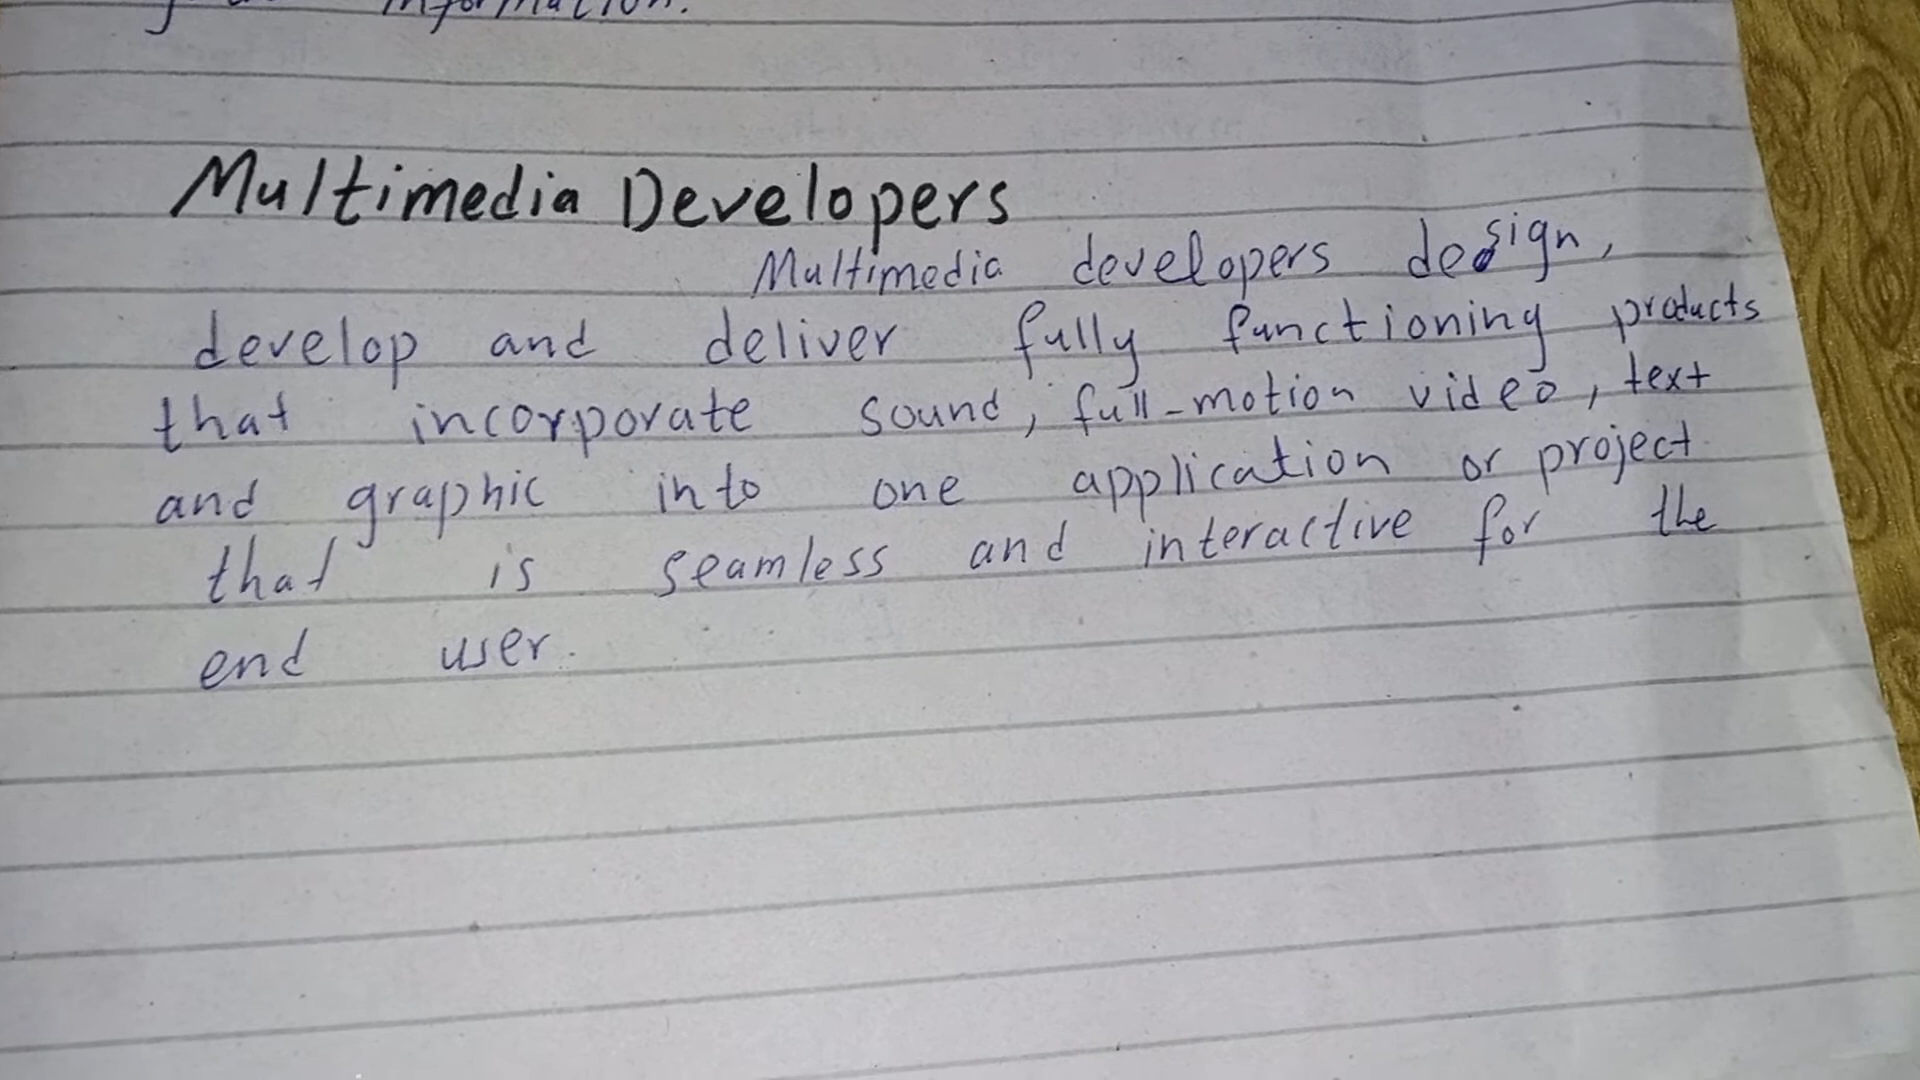 information.
Multimedia Developers
Multimedia developers design,
develop and deliver fully functioning products
that incorporate sound, full-motion video, text
and graphic into one application or project
that is seamless and interactive for the
end user.